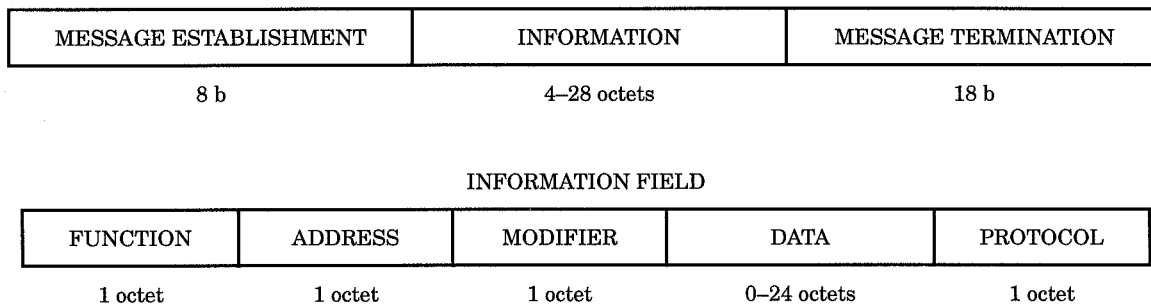 MESSAGE ESTABLISHMENT INFORMATION MESSAGE TERMINATION
8 b 4–28 octets 18 b
INFORMATION FIELD
FUNCTION ADDRESS MODIFIER DATA PROTOCOL
1 octet 1 octet 1 octet 0–24 octets 1 octet